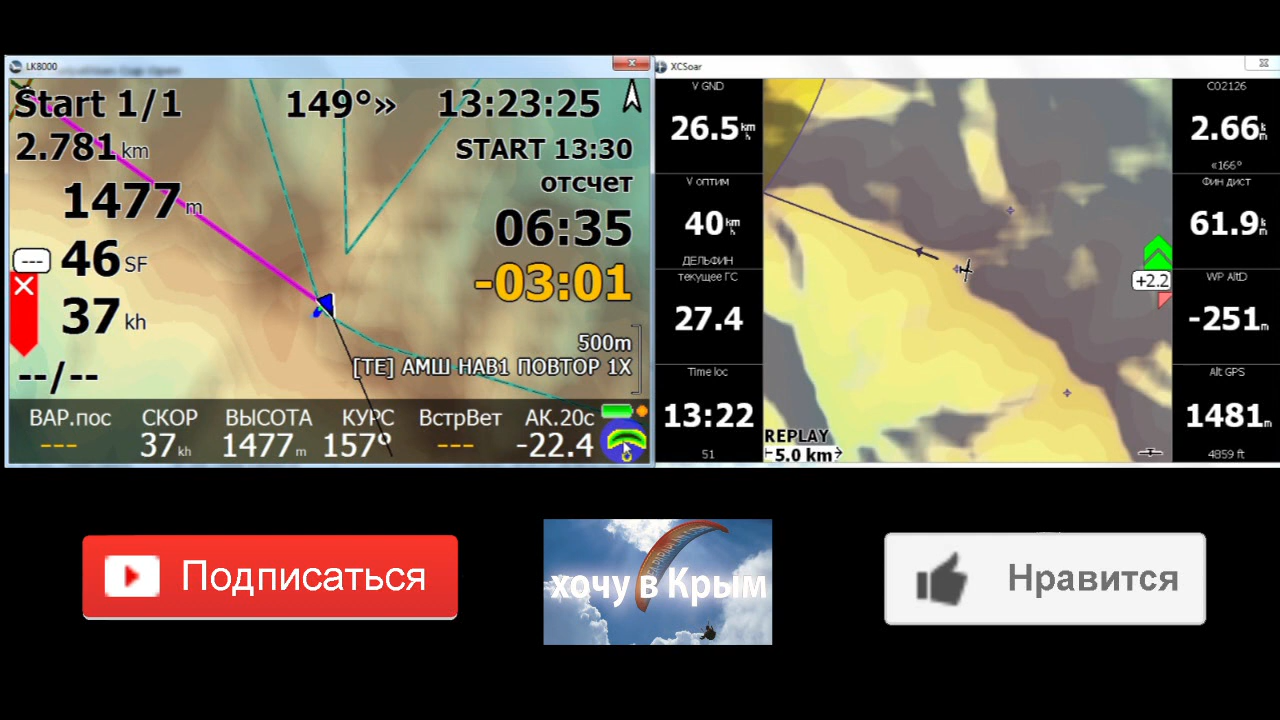 LK8000
Start 1/1 149°» 13:23:25
2.781 km
START 13:30
отсчет
1477 m
06:35
--- 46 SF
-03:01
37 kh
500m
[TE] АМШ НАВ1 ПОВТОР 1X
--/--
ВАР.пос СКОР ВЫСОТА КУРС ВстрВет АК.20с
--- 37 kh 1477 m 157° --- -22.4
XCSoar
V GND
26.5 km h
V оптим
40 km h
ДЕЛЬФИН
текущее ГС
27.4
Time loc
13:22
51
REPLAY
5.0 km
+2.2
C02126
2.66 k m
«166°
Фин дист
61.9 k m
WP AltD
-251 m
Alt GPS
1481 m
4859 ft
Подписаться
хочу в Крым
Нравится